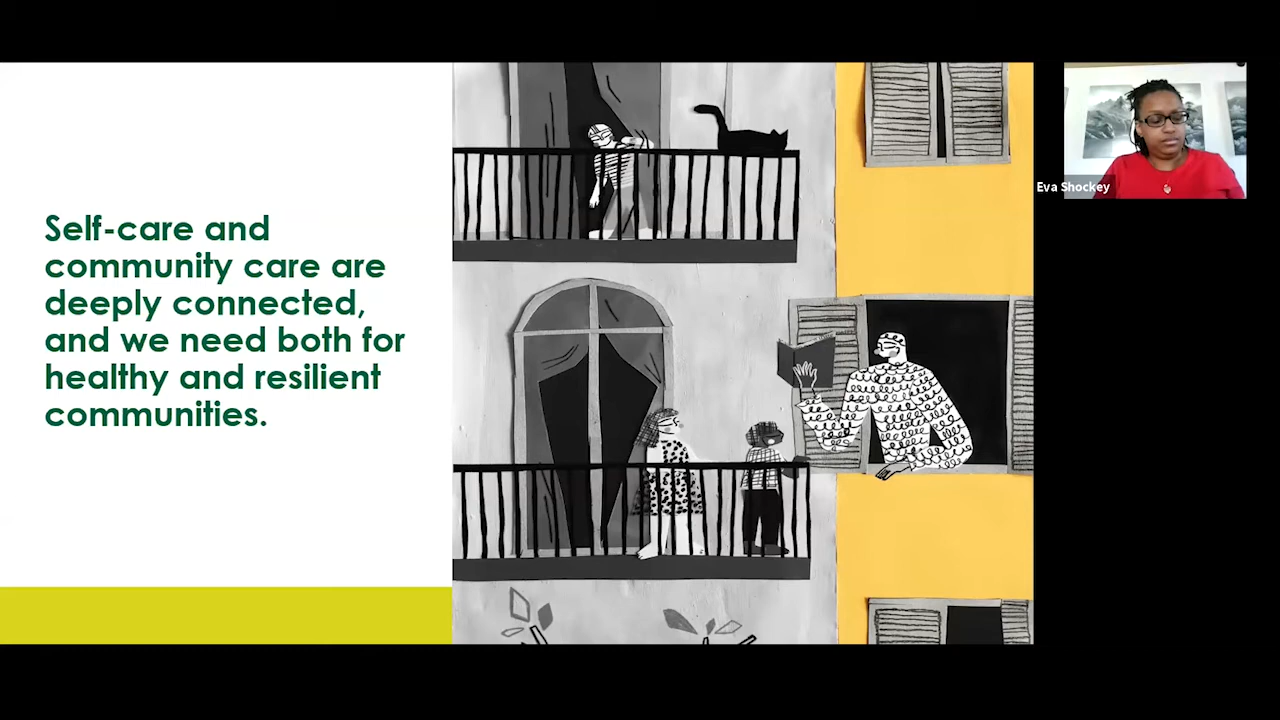 Self-care and
community care are
deeply connected,
and we need both for
healthy and resilient
communities.
Eva Shockey